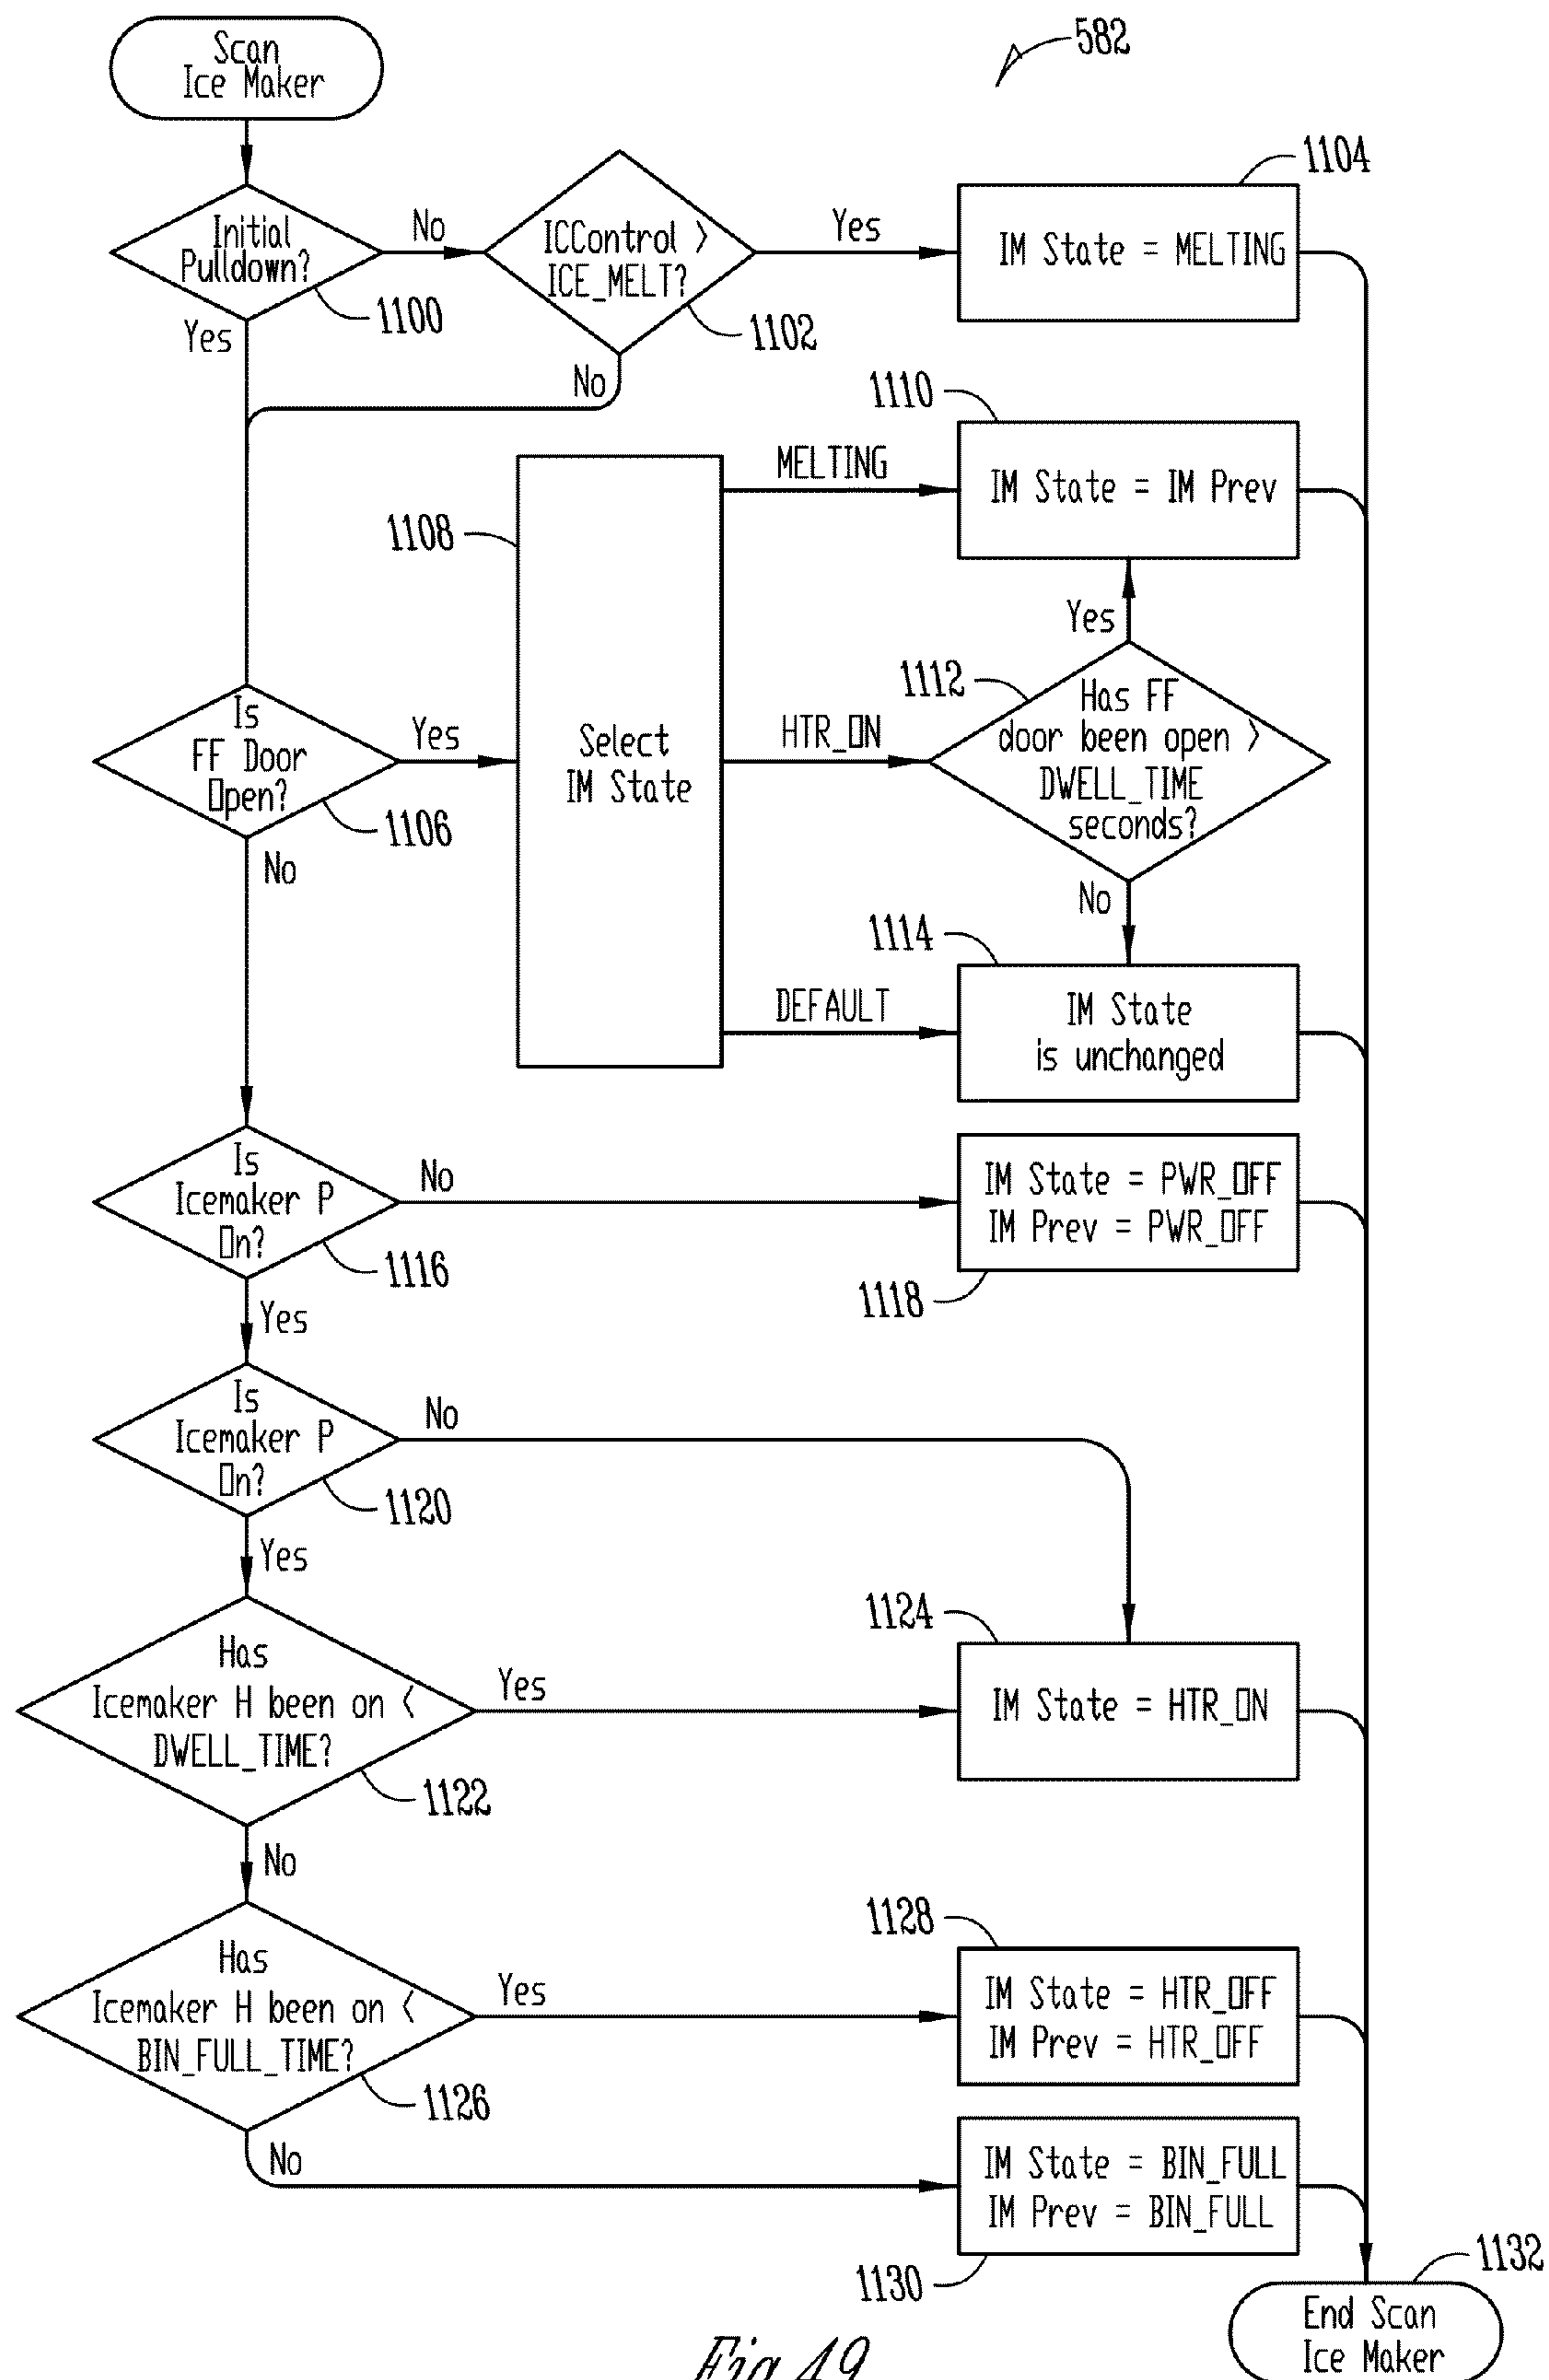 Scan
Ice Maker
582
Initial
Pulldown?
1100
No
Yes
ICControl >
ICE_MELT?
1102
Yes
No
1104
IM State = MELTING
1110
IM State = IM Prev
1108
Select
IM State
MELTING
HTR_ON
DEFAULT
Yes
1112
Has FF
door been open >
DWELL_TIME
seconds?
No
Is
FF Door
Open?
1106
Yes
No
1114
IM State
is unchanged
Is
Icemaker P
On?
1116
No
Yes
IM State = PWR_OFF
IM Prev = PWR_OFF
1118
Is
Icemaker P
On?
1120
No
Yes
1124
IM State = HTR_ON
Has
Icemaker H been on <
DWELL_TIME?
1122
Yes
No
Has
Icemaker H been on <
BIN_FULL_TIME?
1126
Yes
No
1128
IM State = HTR_OFF
IM Prev = HTR_OFF
IM State = BIN_FULL
IM Prev = BIN_FULL
1130
1132
End Scan
Ice Maker
Fig. 49